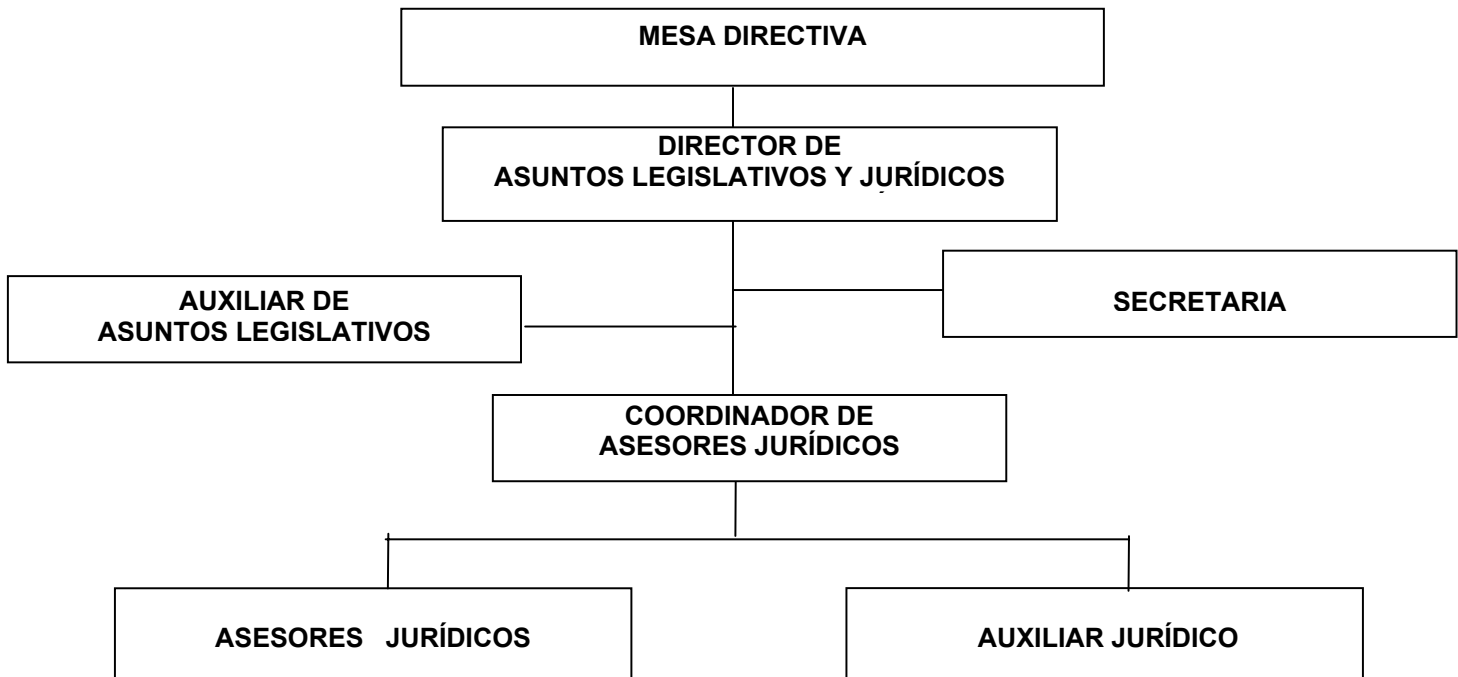 MESA DIRECTIVA
DIRECTOR DE
ASUNTOS LEGISLATIVOS Y JURÍDICOS
AUXILIAR DE
ASUNTOS LEGISLATIVOS
SECRETARIA
COORDINADOR DE
ASESORES JURÍDICOS
ASESORES JURÍDICOS
AUXILIAR JURÍDICO